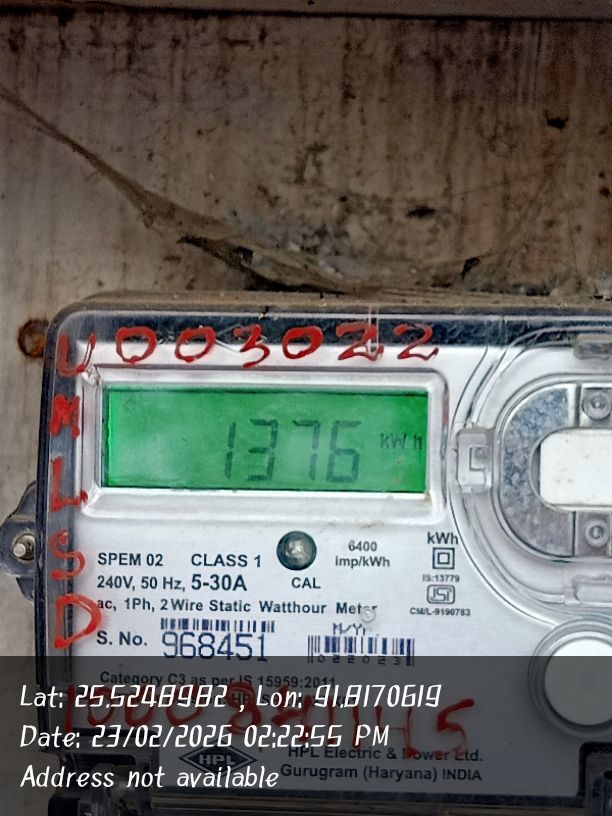 U003022
M
L
S
D
1376 kWh
SPEM 02 CLASS 1
240V, 50 Hz, 5-30A
ac, 1Ph, 2 Wire Static Watthour Meter
CAL
6400
imp/kWh
kWh
IS:13779
CM/L-9190783
S. No. 968451
M/Yr.
022023
Category C3 as per IS 15959:2011
Lat: 25.5248982 , Lon: 91.8170619
Date: 23/02/2026 02:22:55 PM
Address not available
HPL
HPL Electric & Power Ltd.
Gurugram (Haryana) INDIA